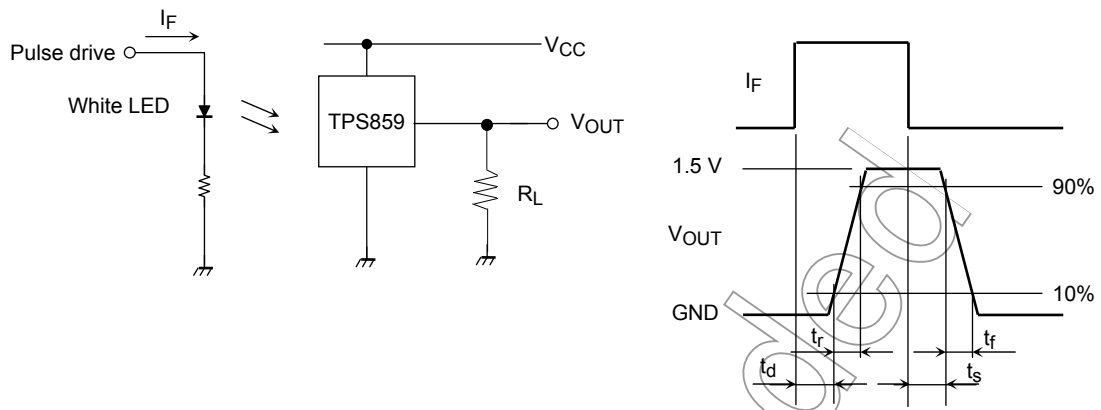 IF
Pulse drive
VCC
White LED
TPS859
VOUT
RL
IF
1.5 V
90%
VOUT
10%
GND
tr
tf
td
ts